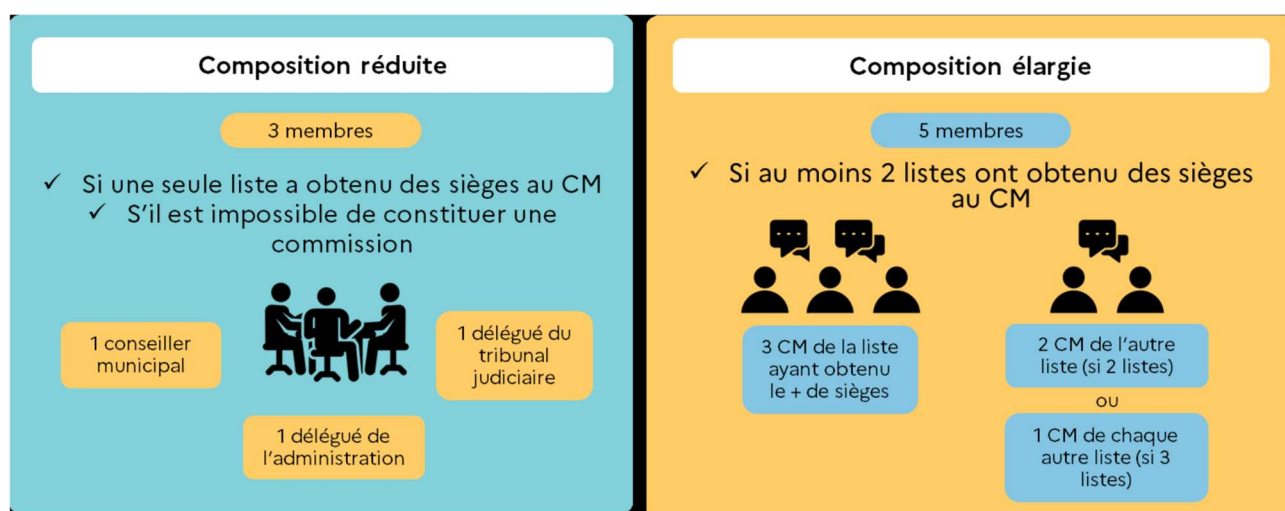 Composition réduite
3 membres
✓ Si une seule liste a obtenu des sièges au CM
✓ S’il est impossible de constituer une
commission
1 conseiller
municipal
1 délégué du
tribunal
judiciaire
1 délégué de
l’administration
Composition élargie
5 membres
✓ Si au moins 2 listes ont obtenu des sièges
au CM
3 CM de la liste
ayant obtenu
le + de sièges
2 CM de l’autre
liste (si 2 listes)
ou
1 CM de chaque
autre liste (si 3
listes)